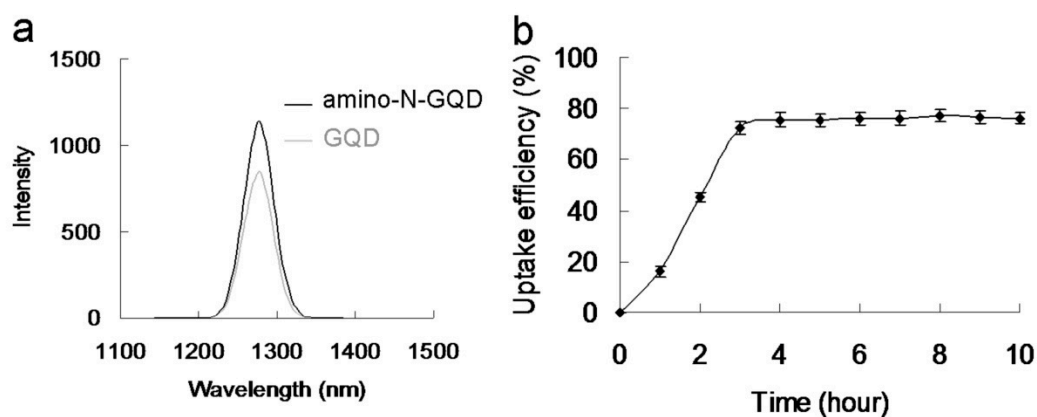 a
1500
1000
500
0
Intensity
amino-N-GQD
GQD
1100 1200 1300 1400 1500
Wavelength (nm)
b
100
80
60
40
20
0
Uptake efficiency (%)
0 2 4 6 8 10
Time (hour)